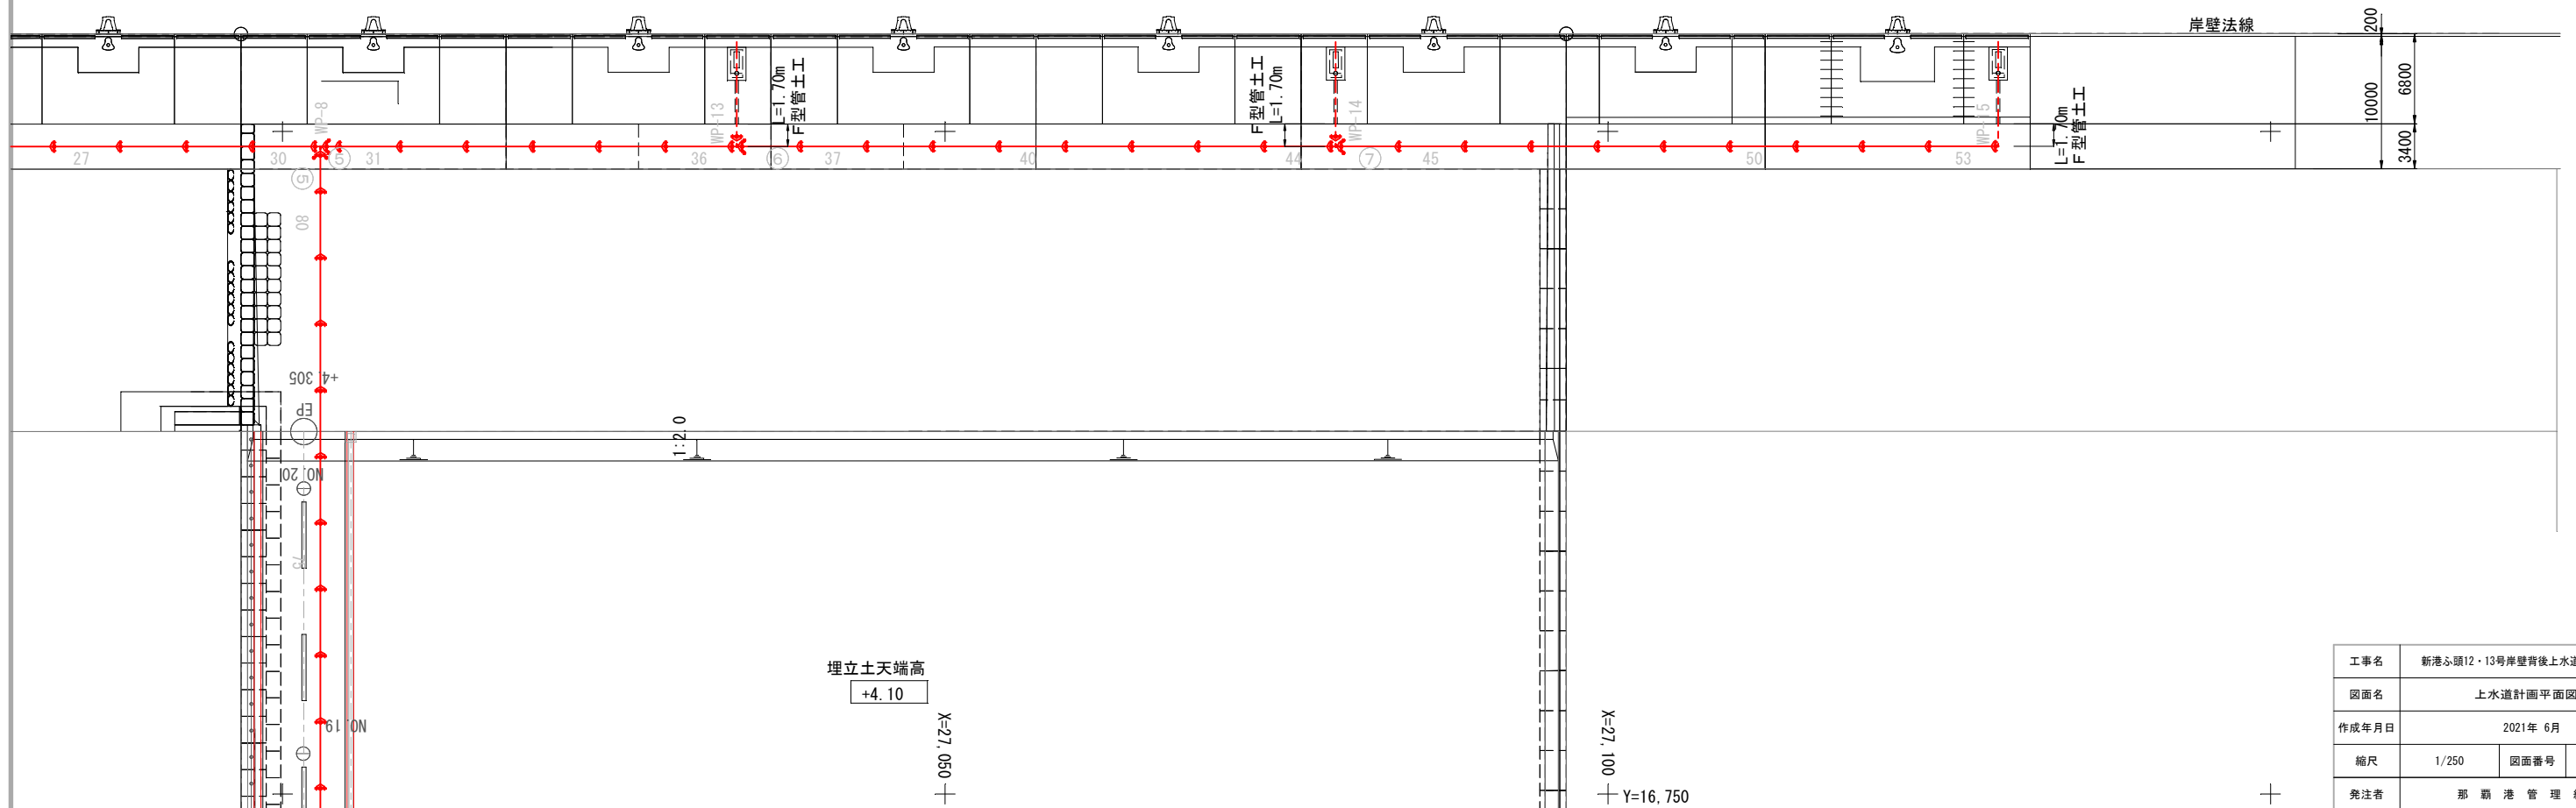 岸壁法線
200
6800
10000
3400
L=1.70m
F型管土工
F型管土工
L=1.70m
L=1.70m
F型管土工
WP-8
WP-13
WP-14
WP-15
27
30
⑤
31
36
⑥
37
40
44
⑦
45
50
53
⑤
80
+4.305
EP
NO.20
75
NO.19
1:2.0
埋立土天端高
+4.10
X=27,050
X=27,100
Y=16,750
工事名
新港ふ頭12・13号岸壁背後上水道
図面名
上水道計画平面図
作成年月日
2021年 6月
縮尺
1/250
図面番号
発注者
那覇港管理